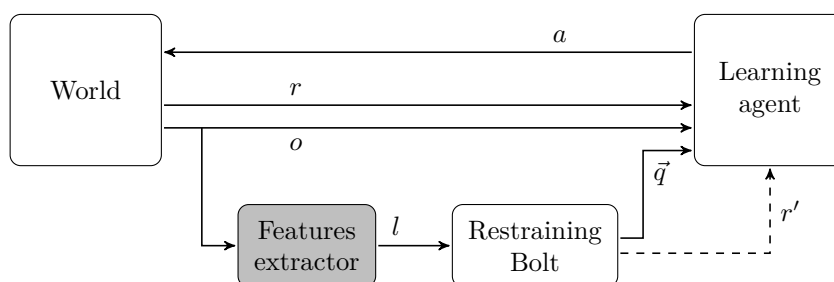 a
World
Learning
agent
r
o
q⃗
Features
extractor
l
Restraining
Bolt
r′